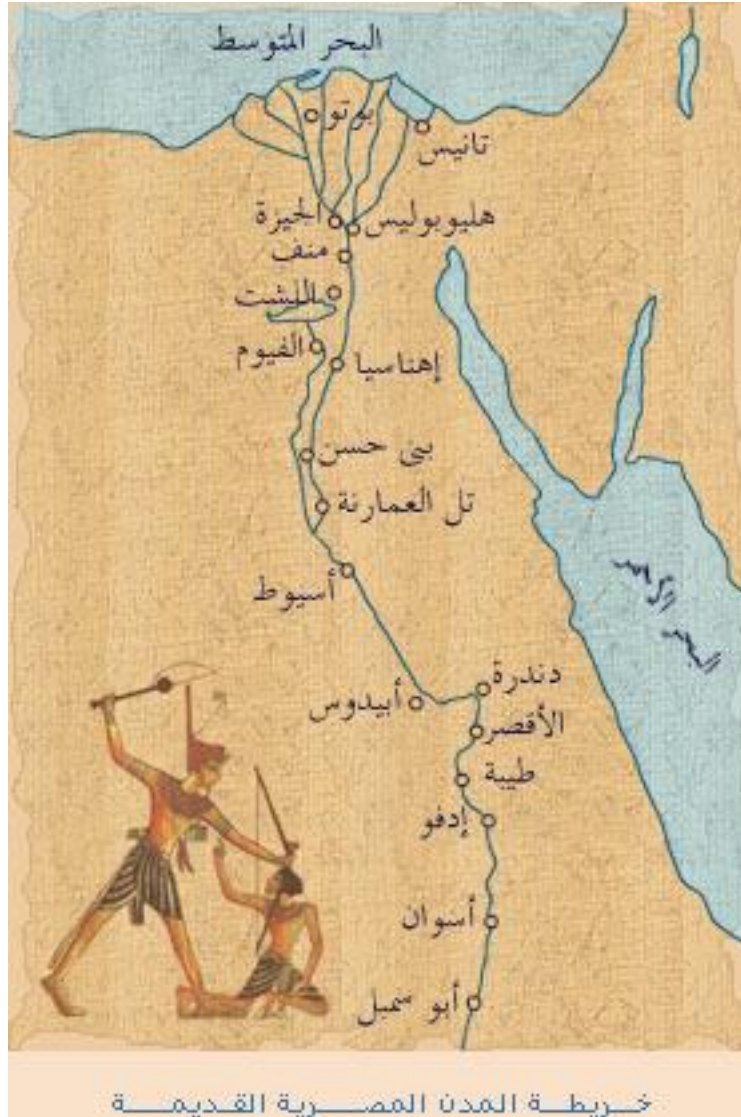 البحر المتوسط
بوتو
تانيس
الجيزة
هليوبوليس
منف
اللشت
الفيوم
إهناسيا
بنى حسن
تل العمارنة
أسيوط
البحر الأحمر
دندرة
أبيدوس
الأقصر
طيبة
إدفو
أسوان
أبو سمبل
خريطة المدن المصرية القديمة